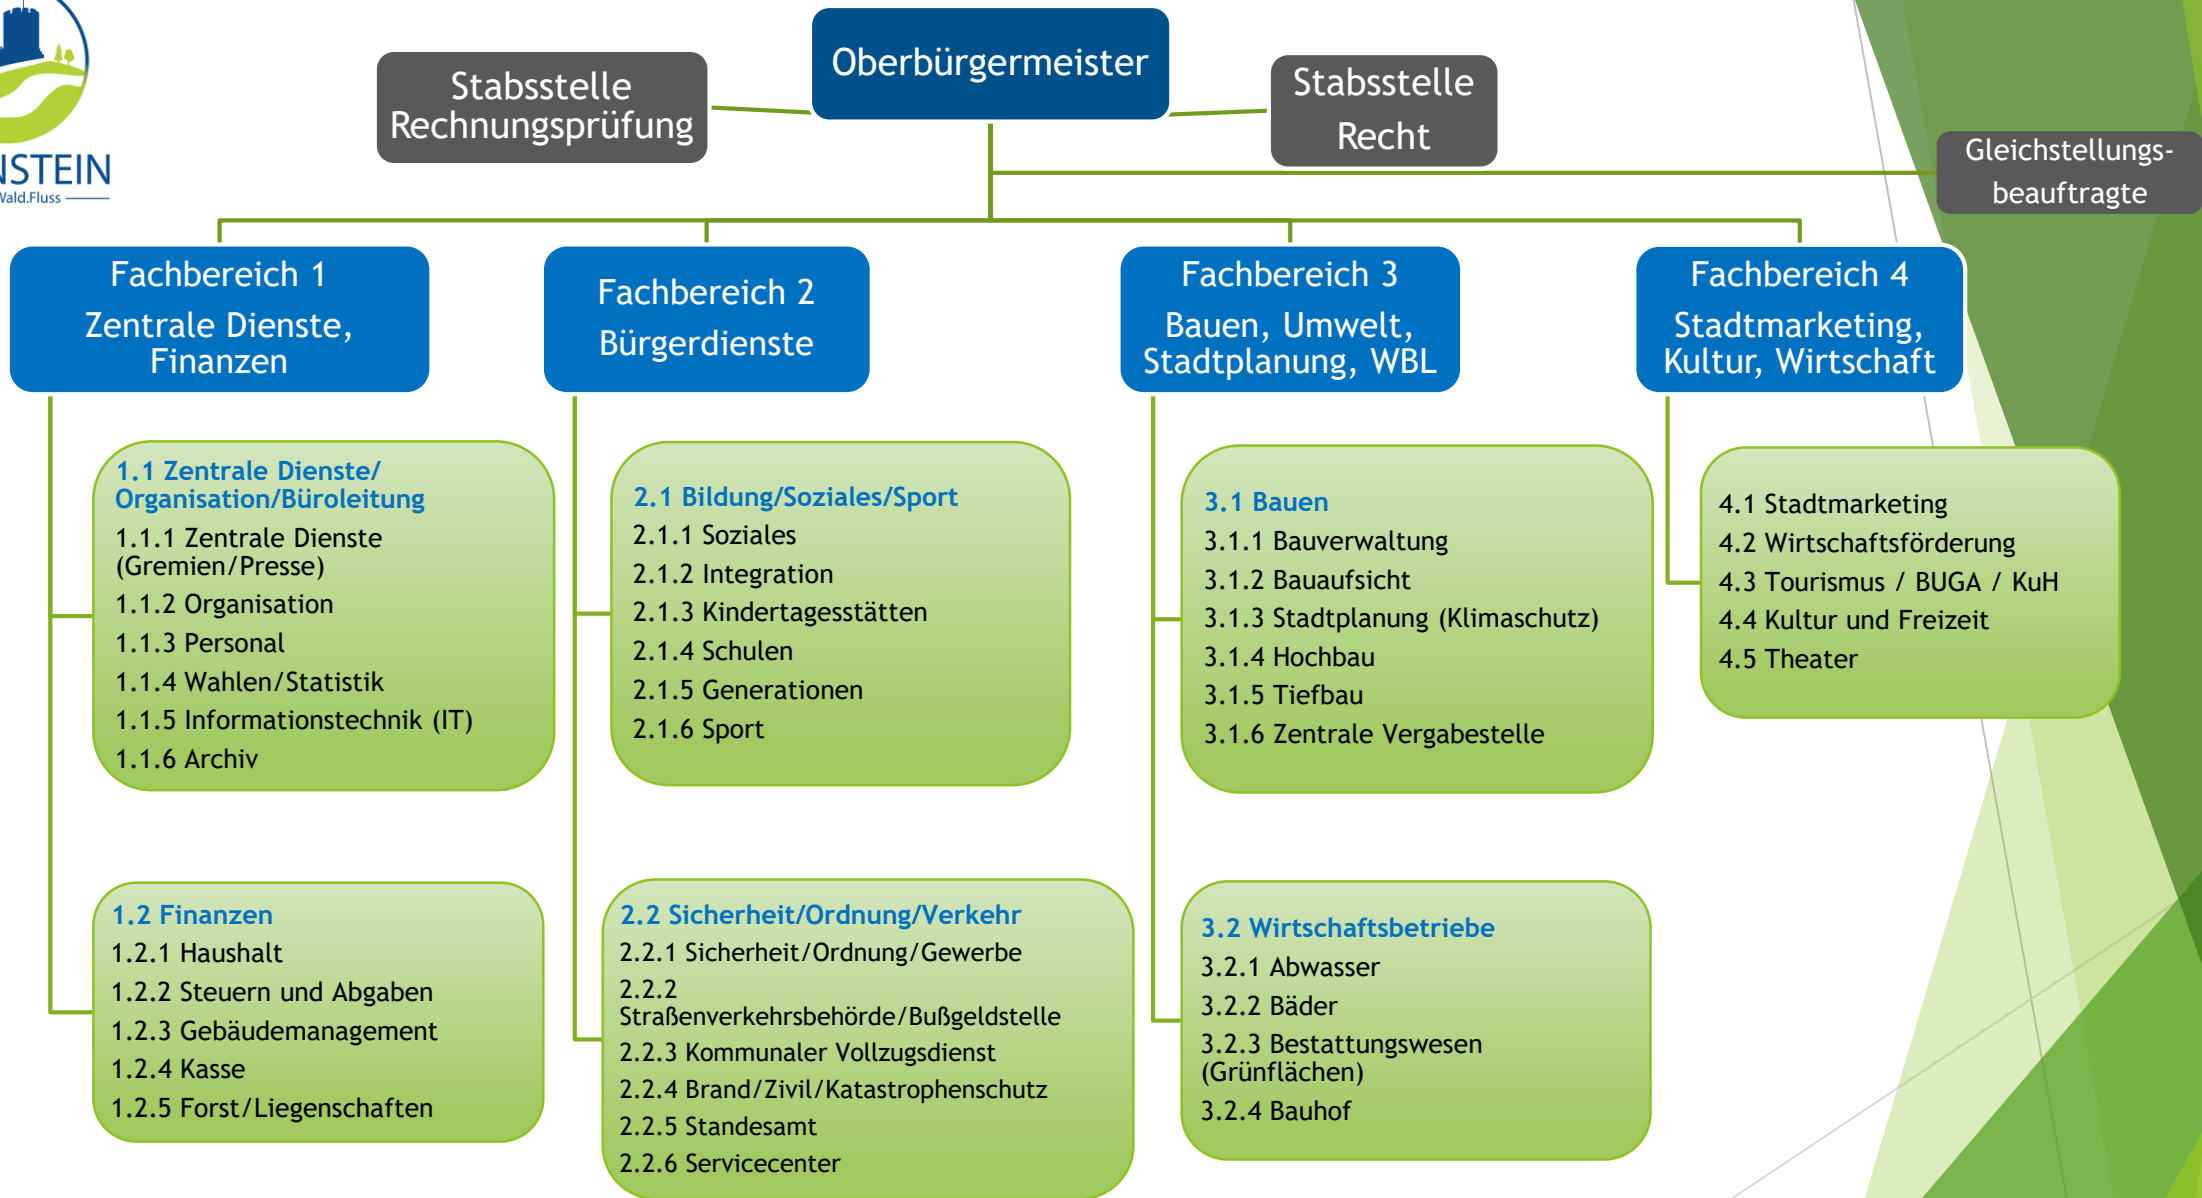 NSTEIN
Wald.Fluss
Oberbürgermeister
Stabsstelle
Rechnungsprüfung
Stabsstelle
Recht
Gleichstellungs-
beauftragte
Fachbereich 1
Zentrale Dienste,
Finanzen
Fachbereich 2
Bürgerdienste
Fachbereich 3
Bauen, Umwelt,
Stadtplanung, WBL
Fachbereich 4
Stadtmarketing,
Kultur, Wirtschaft
1.1 Zentrale Dienste/
Organisation/Büroleitung
1.1.1 Zentrale Dienste
(Gremien/Presse)
1.1.2 Organisation
1.1.3 Personal
1.1.4 Wahlen/Statistik
1.1.5 Informationstechnik (IT)
1.1.6 Archiv
2.1 Bildung/Soziales/Sport
2.1.1 Soziales
2.1.2 Integration
2.1.3 Kindertagesstätten
2.1.4 Schulen
2.1.5 Generationen
2.1.6 Sport
3.1 Bauen
3.1.1 Bauverwaltung
3.1.2 Bauaufsicht
3.1.3 Stadtplanung (Klimaschutz)
3.1.4 Hochbau
3.1.5 Tiefbau
3.1.6 Zentrale Vergabestelle
4.1 Stadtmarketing
4.2 Wirtschaftsförderung
4.3 Tourismus / BUGA / KuH
4.4 Kultur und Freizeit
4.5 Theater
1.2 Finanzen
1.2.1 Haushalt
1.2.2 Steuern und Abgaben
1.2.3 Gebäudemanagement
1.2.4 Kasse
1.2.5 Forst/Liegenschaften
2.2 Sicherheit/Ordnung/Verkehr
2.2.1 Sicherheit/Ordnung/Gewerbe
2.2.2
Straßenverkehrsbehörde/Bußgeldstelle
2.2.3 Kommunaler Vollzugsdienst
2.2.4 Brand/Zivil/Katastrophenschutz
2.2.5 Standesamt
2.2.6 Servicecenter
3.2 Wirtschaftsbetriebe
3.2.1 Abwasser
3.2.2 Bäder
3.2.3 Bestattungswesen
(Grünflächen)
3.2.4 Bauhof